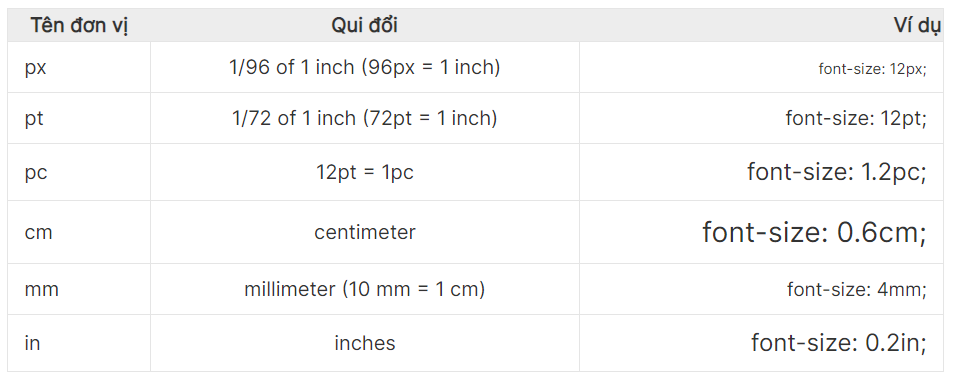 Tên đơn vị Qui đổi Ví dụ
px 1/96 of 1 inch (96px = 1 inch) font-size: 12px;
pt 1/72 of 1 inch (72pt = 1 inch) font-size: 12pt;
pc 12pt = 1pc font-size: 1.2pc;
cm centimeter font-size: 0.6cm;
mm millimeter (10 mm = 1 cm) font-size: 4mm;
in inches font-size: 0.2in;